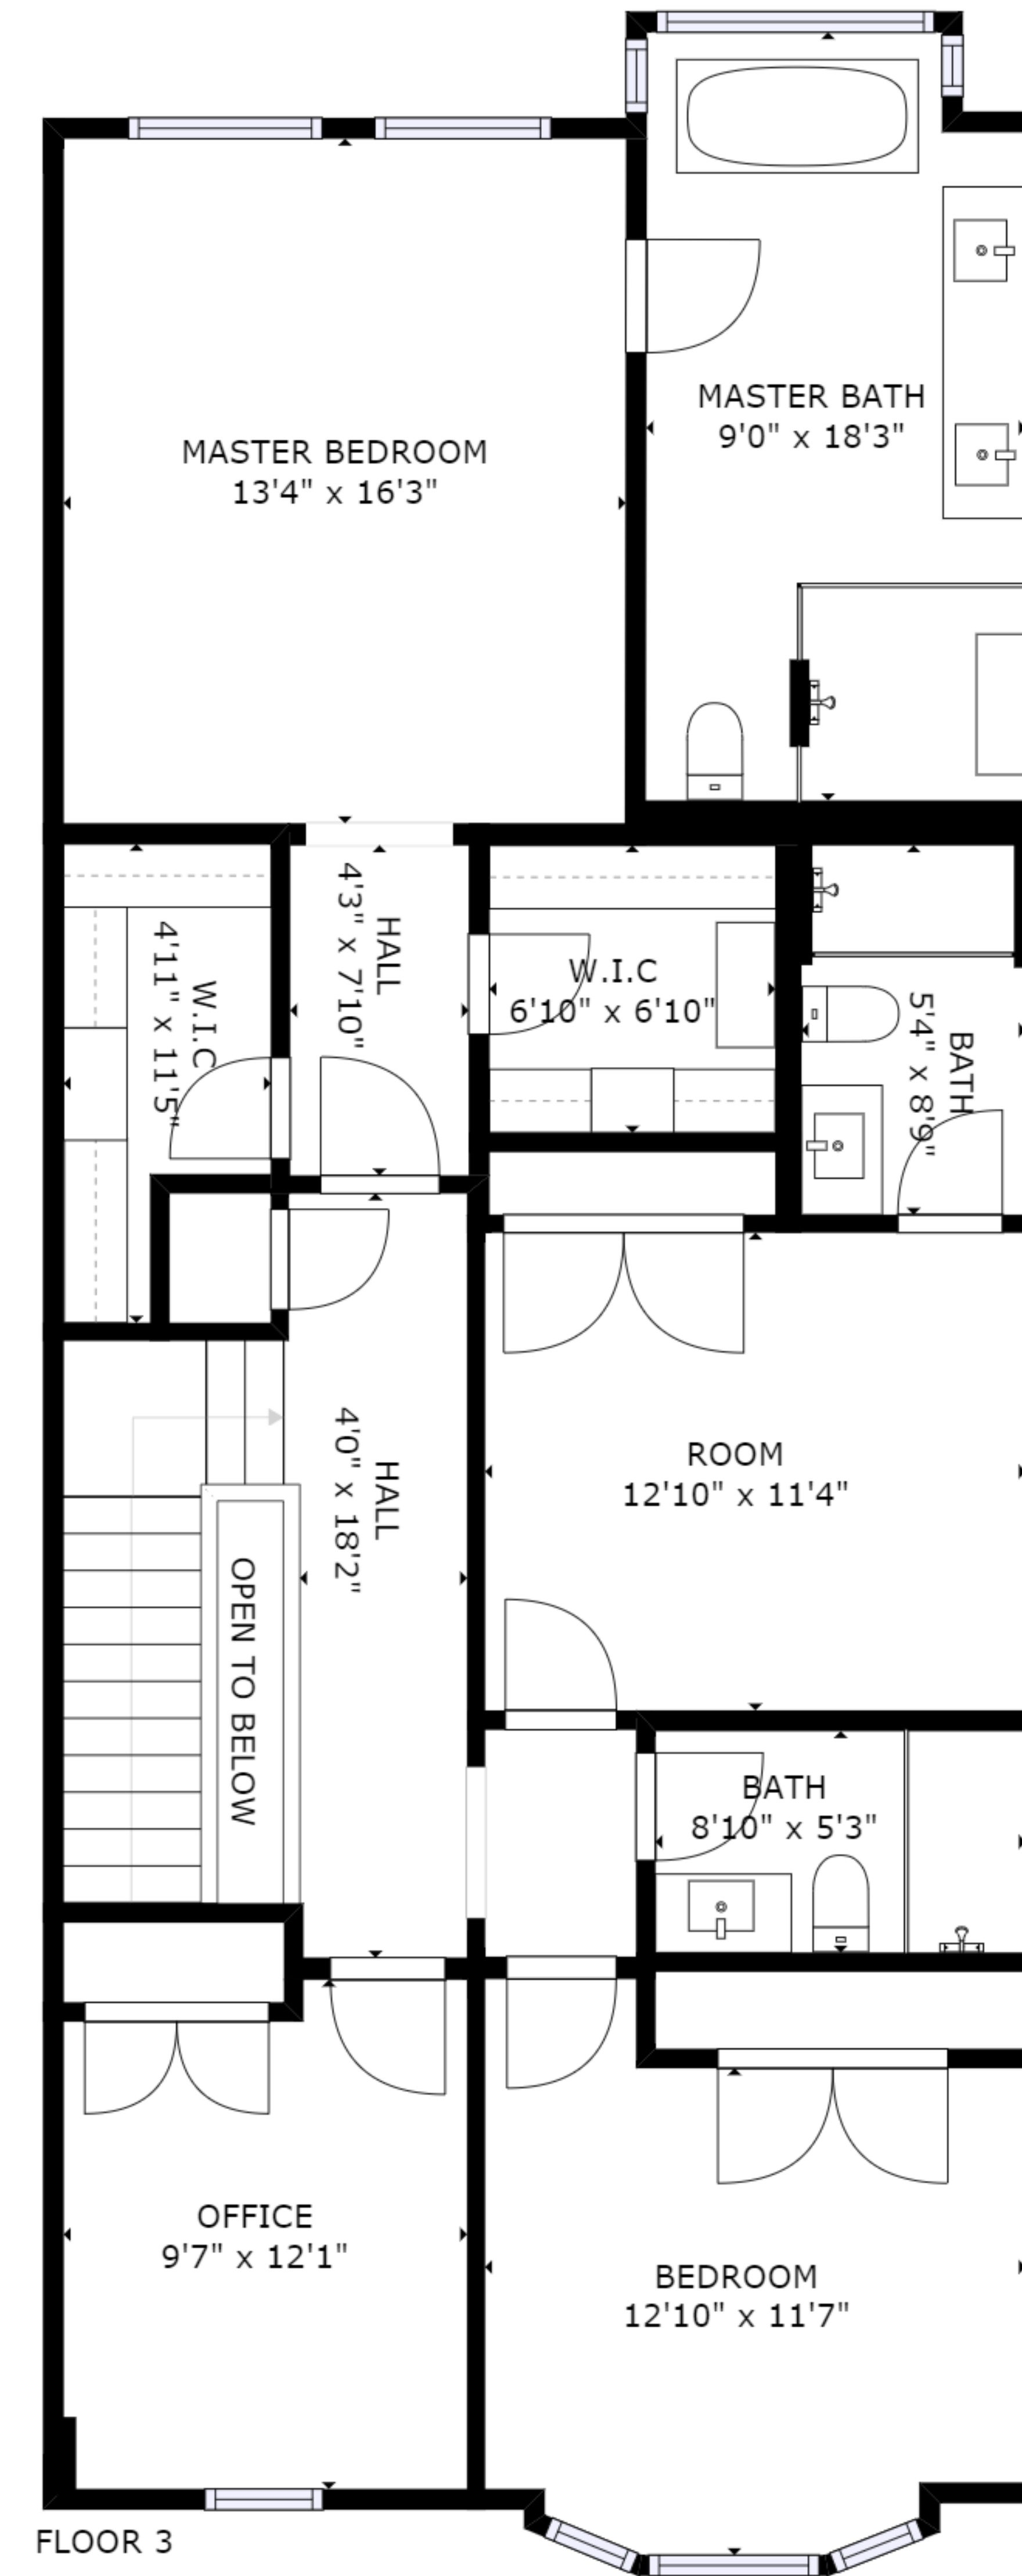 MASTER BATH
9'0" x 18'3"
MASTER BEDROOM
13'4" x 16'3"
HALL
4'3" x 7'10"
W.I.C
4'11" x 11'5"
W.I.C
6'10" x 6'10"
BATH
5'4" x 8'9"
HALL
4'0" x 18'2"
ROOM
12'10" x 11'4"
OPEN TO BELOW
BATH
8'10" x 5'3"
OFFICE
9'7" x 12'1"
BEDROOM
12'10" x 11'7"
FLOOR 3